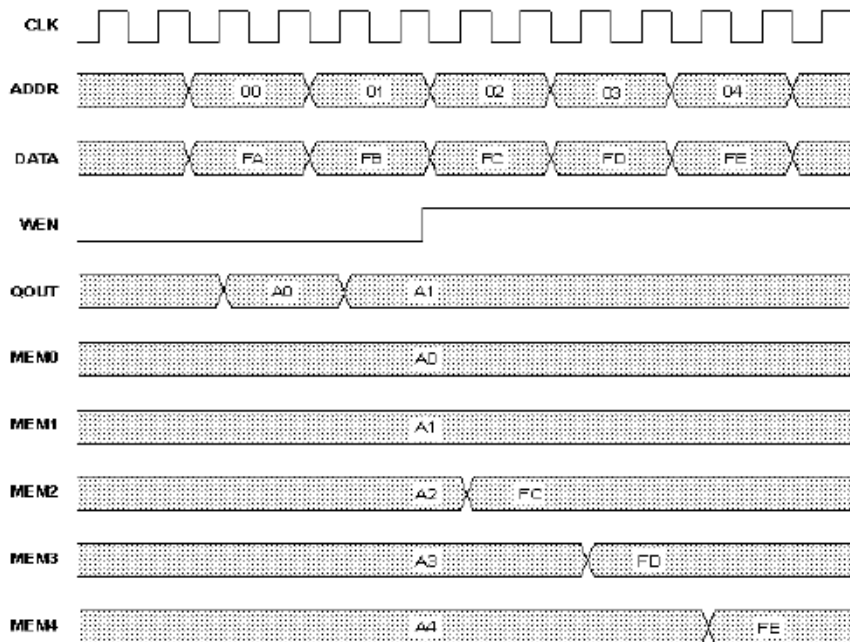 CLK
ADDR 00 01 02 03 04
DATA FA FB FC FD FE
WEN
QOUT A0 A1
MEM0 A0
MEM1 A1
MEM2 A2 FC
MEM3 A3 FD
MEM4 A4 FE